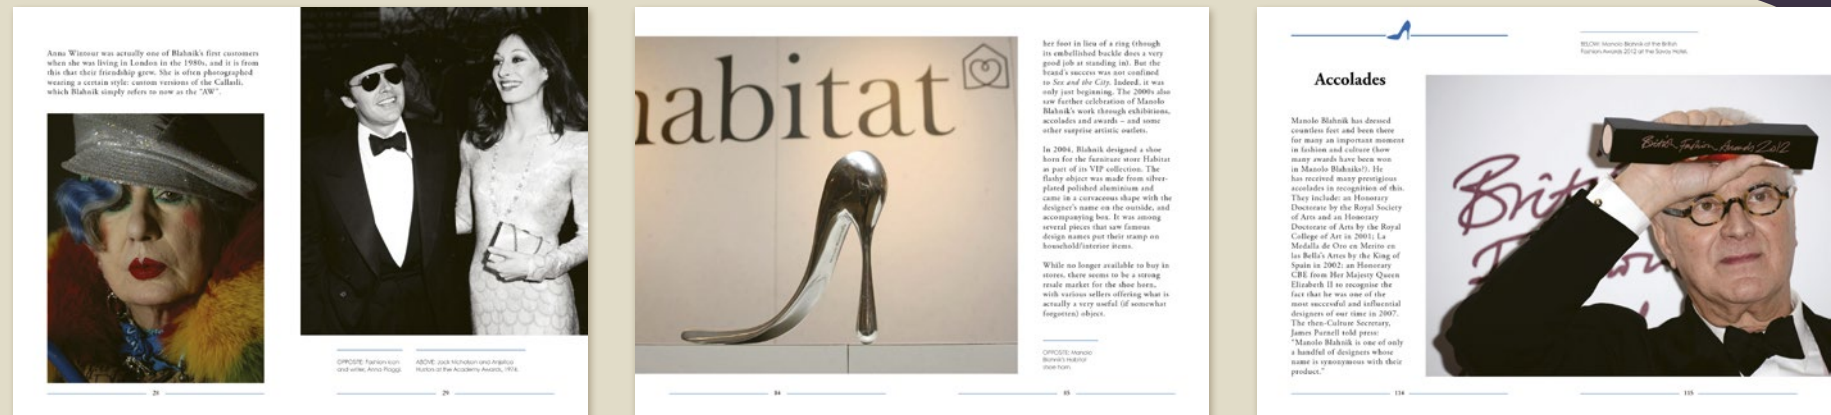 Anna Wintour was actually one of Blahnik's first customers
when she was living in London in the 1980s, and it is from
this that their friendship grew. She is often photographed
wearing a certain style: custom versions of the Callasli,
which Blahnik simply refers to now as the "AW".
OPPOSITE: Fashion icon
and writer, Anna Piaggi.
ABOVE: Jack Nicholson and Anjelica
Huston at the Academy Awards, 1974.
28
29
habitat
her foot in lieu of a ring (though
its embellished buckle does a very
good job at standing in). But the
brand's success was not confined
to Sex and the City. Indeed, it was
only just beginning. The 2000s also
saw further celebration of Manolo
Blahnik's work through exhibitions,
accolades and awards – and some
other surprise artistic outlets.
In 2004, Blahnik designed a shoe
horn for the furniture store Habitat
as part of its VIP collection. The
flashy object was made from silver-
plated polished aluminium and
came in a curvaceous shape with the
designer's name on the outside, and
accompanying box. It was among
several pieces that saw famous
design names put their stamp on
household/interior items.
While no longer available to buy in
stores, there seems to be a strong
resale market for the shoe horn,
with various sellers offering what is
actually a very useful (if somewhat
forgotten) object.
OPPOSITE: Manolo
Blahnik's Habitat
shoe horn.
84
85
BELOW: Manolo Blahnik at the British
Fashion Awards 2012 at the Savoy Hotel.
Accolades
Manolo Blahnik has dressed
countless feet and been there
for many an important moment
in fashion and culture (how
many awards have been won
in Manolo Blahniks?). He
has received many prestigious
accolades in recognition of this.
They include: an Honorary
Doctorate by the Royal Society
of Arts and an Honorary
Doctorate of Arts by the Royal
College of Art in 2001; La
Medalla de Oro en Merito en
las Bella's Artes by the King of
Spain in 2002; an Honorary
CBE from Her Majesty Queen
Elizabeth II to recognise the
fact that he was one of the
most successful and influential
designers of our time in 2007.
The then-Culture Secretary,
James Purnell told press:
"Manolo Blahnik is one of only
a handful of designers whose
name is synonymous with their
product."
British Fashion Awards 2012
Brit
114
115